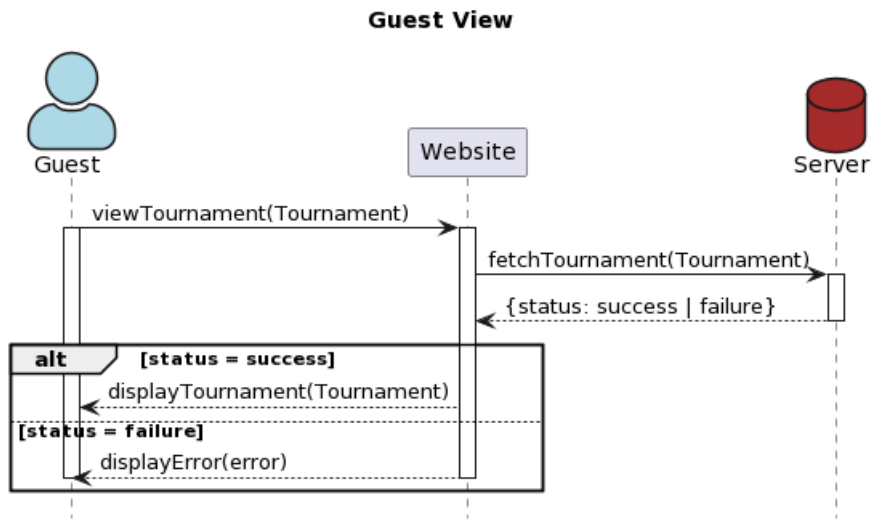 Guest View
Guest
Website
Server
viewTournament(Tournament)
fetchTournament(Tournament)
{status: success | failure}
alt
[status = success]
displayTournament(Tournament)
[status = failure]
displayError(error)